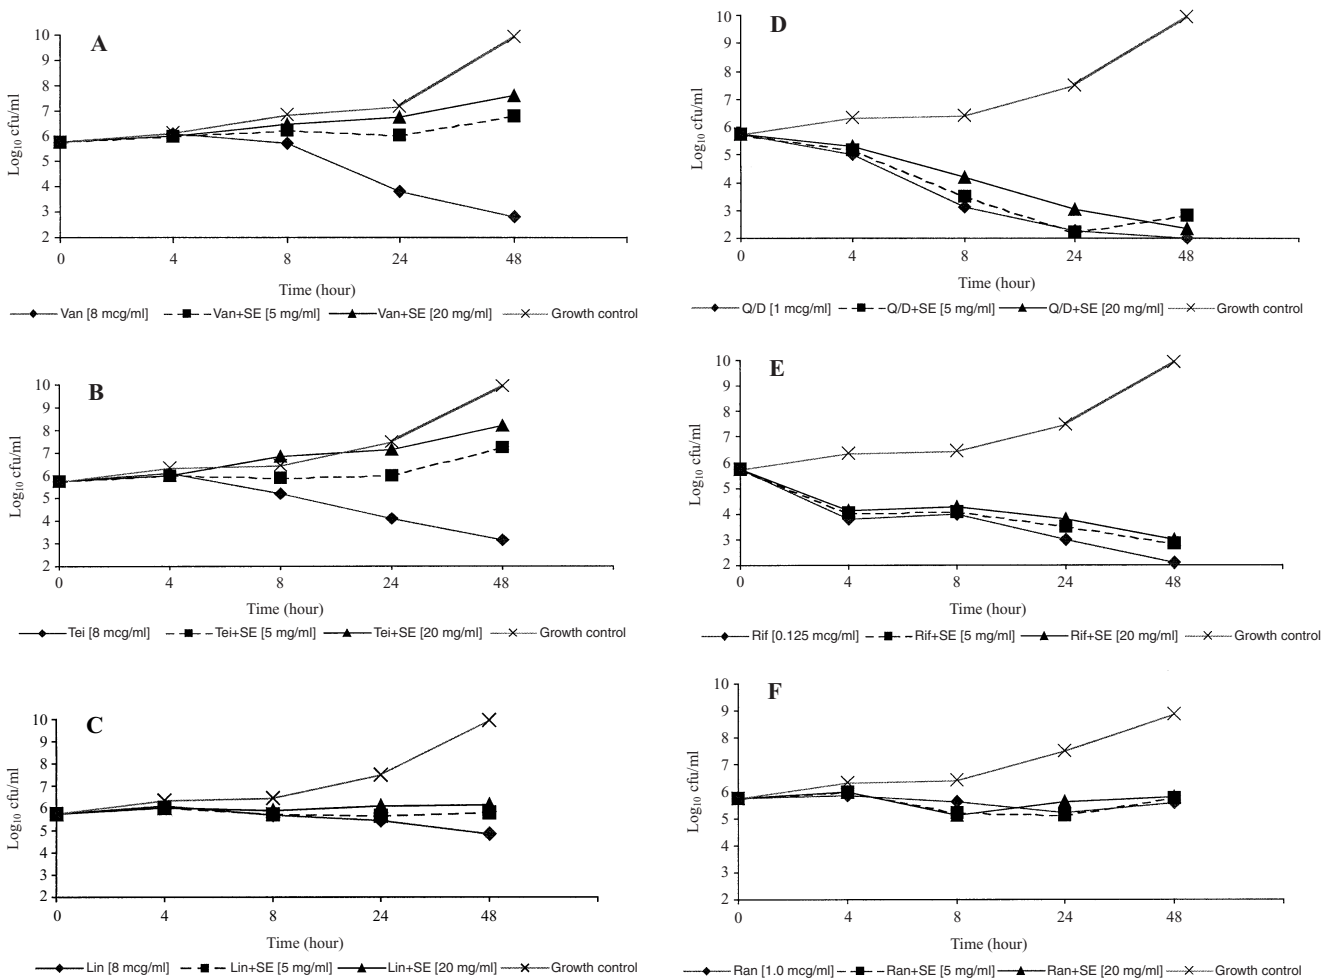 A
Log10 cfu/ml
10
9
8
7
6
5
4
3
2
0 4 8 24 48
Time (hour)
Van [8 mcg/ml] Van+SE [5 mg/ml] Van+SE [20 mg/ml] Growth control
D
Log10 cfu/ml
10
9
8
7
6
5
4
3
2
0 4 8 24 48
Time (hour)
Q/D [1 mcg/ml] Q/D+SE [5 mg/ml] Q/D+SE [20 mg/ml] Growth control
B
Log10 cfu/ml
10
9
8
7
6
5
4
3
2
0 4 8 24 48
Time (hour)
Tei [8 mcg/ml] Tei+SE [5 mg/ml] Tei+SE [20 mg/ml] Growth control
E
Log10 cfu/ml
10
9
8
7
6
5
4
3
2
0 4 8 24 48
Time (hour)
Rif [0.125 mcg/ml] Rif+SE [5 mg/ml] Rif+SE [20 mg/ml] Growth control
C
Log10 cfu/ml
10
9
8
7
6
5
4
3
2
0 4 8 24 48
Time (hour)
Lin [8 mcg/ml] Lin+SE [5 mg/ml] Lin+SE [20 mg/ml] Growth control
F
Log10 cfu/ml
10
9
8
7
6
5
4
3
2
0 4 8 24 48
Time (hour)
Ran [1.0 mcg/ml] Ran+SE [5 mg/ml] Ran+SE [20 mg/ml] Growth control